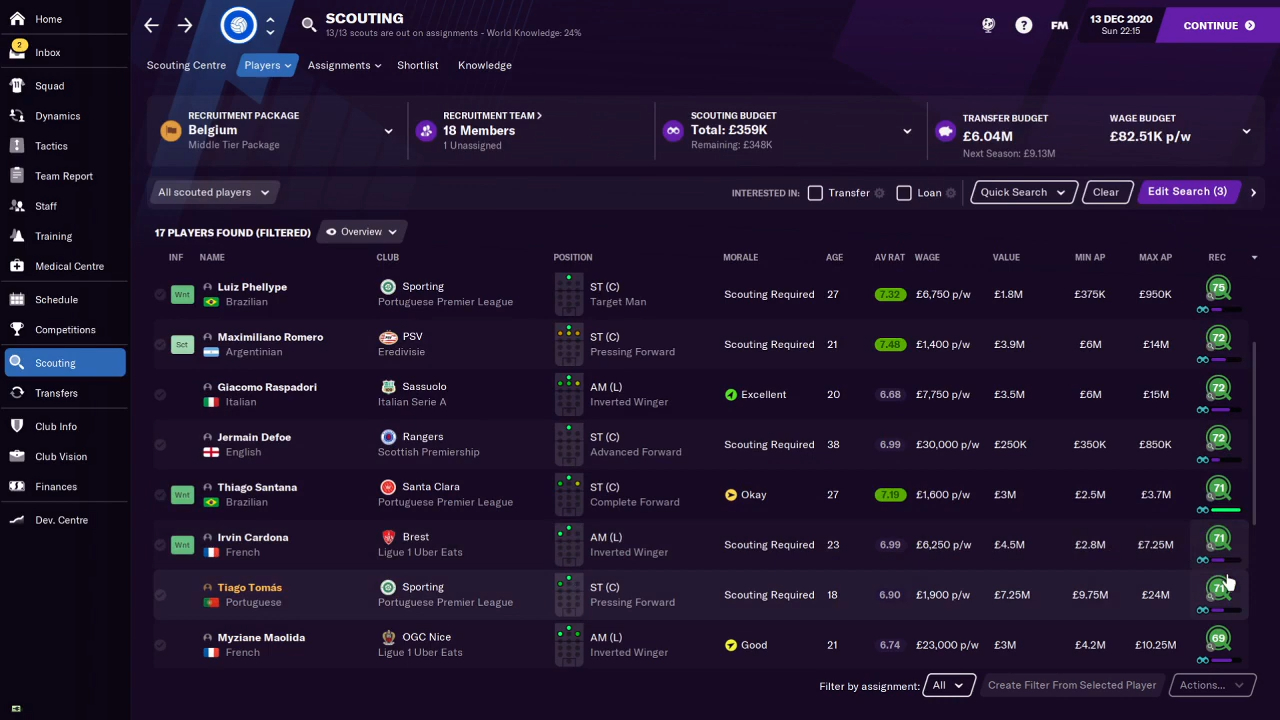 Home
2
Inbox
Squad
Dynamics
Tactics
Team Report
Staff
Training
Medical Centre
Schedule
Competitions
Scouting
Transfers
Club Info
Club Vision
Finances
Dev. Centre
SCOUTING
13/13 scouts are out on assignments - World Knowledge: 24%
FM
13 DEC 2020
Sun 22:15
CONTINUE
Scouting Centre
Players
Assignments
Shortlist
Knowledge
RECRUITMENT PACKAGE
Belgium
Middle Tier Package
RECRUITMENT TEAM
18 Members
1 Unassigned
SCOUTING BUDGET
Total: £359K
Remaining: £348K
TRANSFER BUDGET
£6.04M
Next Season: £9.13M
WAGE BUDGET
£82.51K p/w
All scouted players
INTERESTED IN: Transfer Loan
Quick Search
Clear
Edit Search (3)
17 PLAYERS FOUND (FILTERED)
Overview
INF NAME CLUB POSITION MORALE AGE AV RAT WAGE VALUE MIN AP MAX AP REC
Wnt Luiz Phellype Sporting ST (C) Scouting Required 27 7.32 £6,750 p/w £1.8M £375K £950K 75
Brazilian Portuguese Premier League Target Man
Sct Maximiliano Romero PSV ST (C) Scouting Required 21 7.48 £1,400 p/w £3.9M £6M £14M 72
Argentinian Eredivisie Pressing Forward
Giacomo Raspadori Sassuolo AM (L) Excellent 20 6.68 £7,750 p/w £3.5M £6M £15M 72
Italian Italian Serie A Inverted Winger
Jermain Defoe Rangers ST (C) Scouting Required 38 6.99 £30,000 p/w £250K £350K £850K 72
English Scottish Premiership Advanced Forward
Wnt Thiago Santana Santa Clara ST (C) Okay 27 7.19 £1,600 p/w £3M £2.5M £3.7M 71
Brazilian Portuguese Premier League Complete Forward
Wnt Irvin Cardona Brest AM (L) Scouting Required 23 6.99 £6,250 p/w £4.5M £2.8M £7.25M 71
French Ligue 1 Uber Eats Inverted Winger
Tiago Tomás Sporting ST (C) Scouting Required 18 6.90 £1,900 p/w £7.25M £9.75M £24M 71
Portuguese Portuguese Premier League Pressing Forward
Myziane Maolida OGC Nice AM (L) Good 21 6.74 £23,000 p/w £3M £4.2M £10.25M 69
French Ligue 1 Uber Eats Inverted Winger
Filter by assignment: All
Create Filter From Selected Player
Actions...